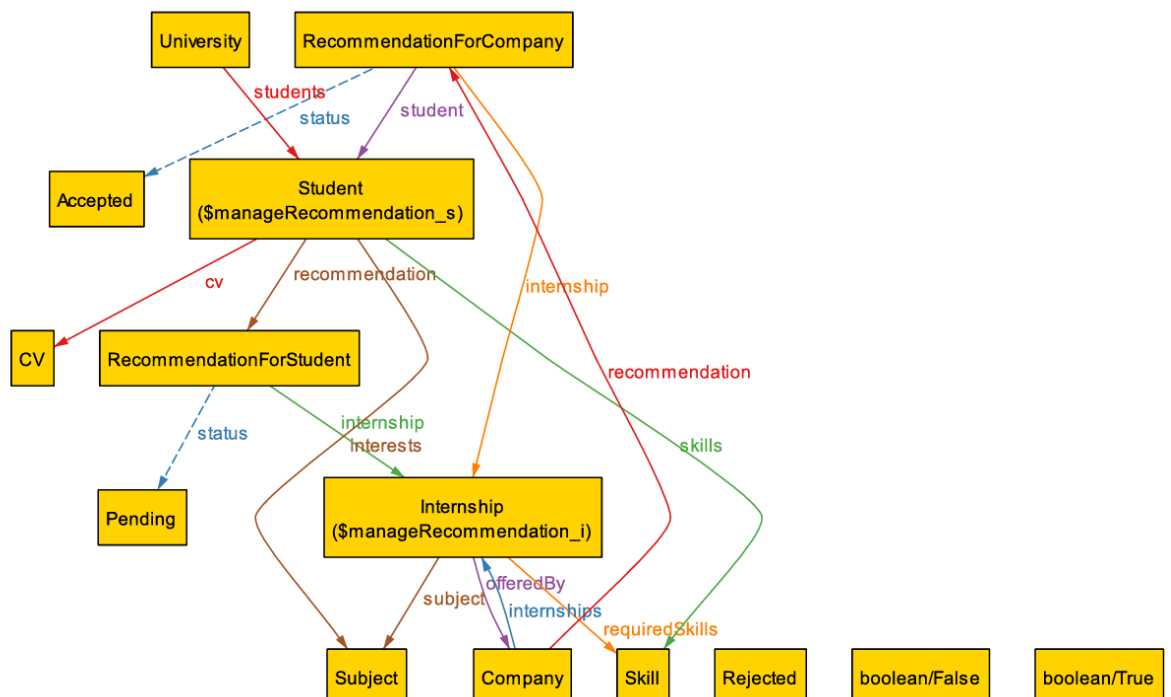 University
RecommendationForCompany
students
status
student
Accepted
Student
($manageRecommendation_s)
recommendation
cv
internship
CV
RecommendationForStudent
recommendation
internship
status
interests
skills
Pending
Internship
($manageRecommendation_i)
offeredBy
subject
internships
requiredSkills
Subject
Company
Skill
Rejected
boolean/False
boolean/True